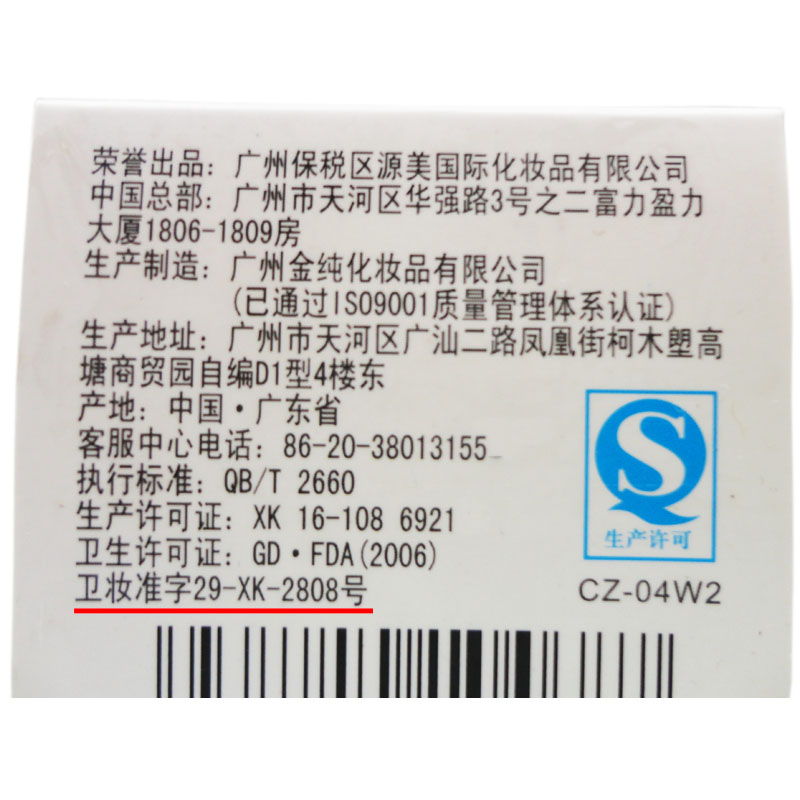 荣誉出品：广州保税区源美国际化妆品有限公司
中国总部：广州市天河区华强路3号之二富力盈力
大厦1806-1809房
生产制造：广州金纯化妆品有限公司
(已通过ISO9001质量管理体系认证)
生产地址：广州市天河区广汕二路凤凰街柯木塱高
塘商贸园自编D1型4楼东
产地：中国·广东省
客服中心电话：86-20-38013155
执行标准：QB/T 2660
生产许可证：XK 16-108 6921
卫生许可证：GD·FDA(2006)
卫妆准字29-XK-2808号
生产许可
CZ-04W2